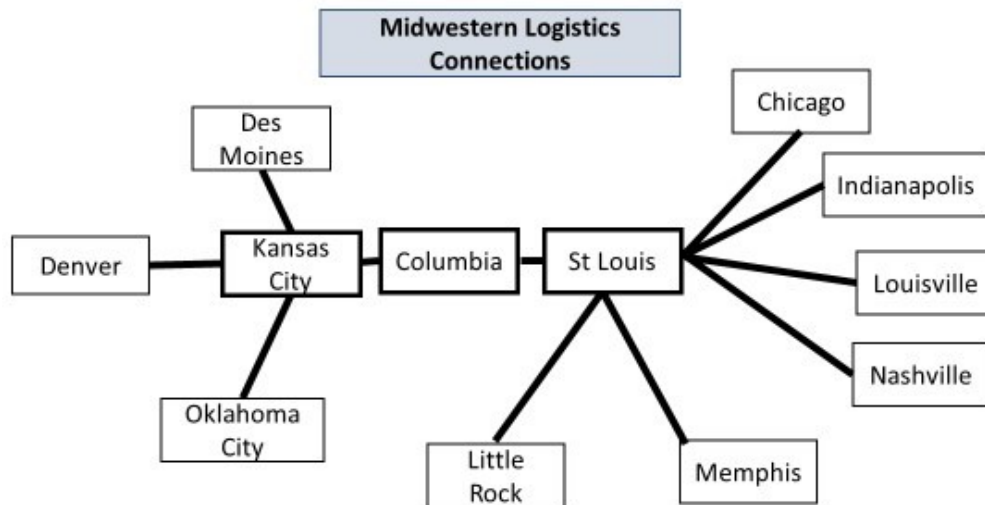 Midwestern Logistics
Connections
Chicago
Des
Moines
Indianapolis
Denver
Kansas
City
Columbia
St Louis
Louisville
Nashville
Oklahoma
City
Little
Rock
Memphis